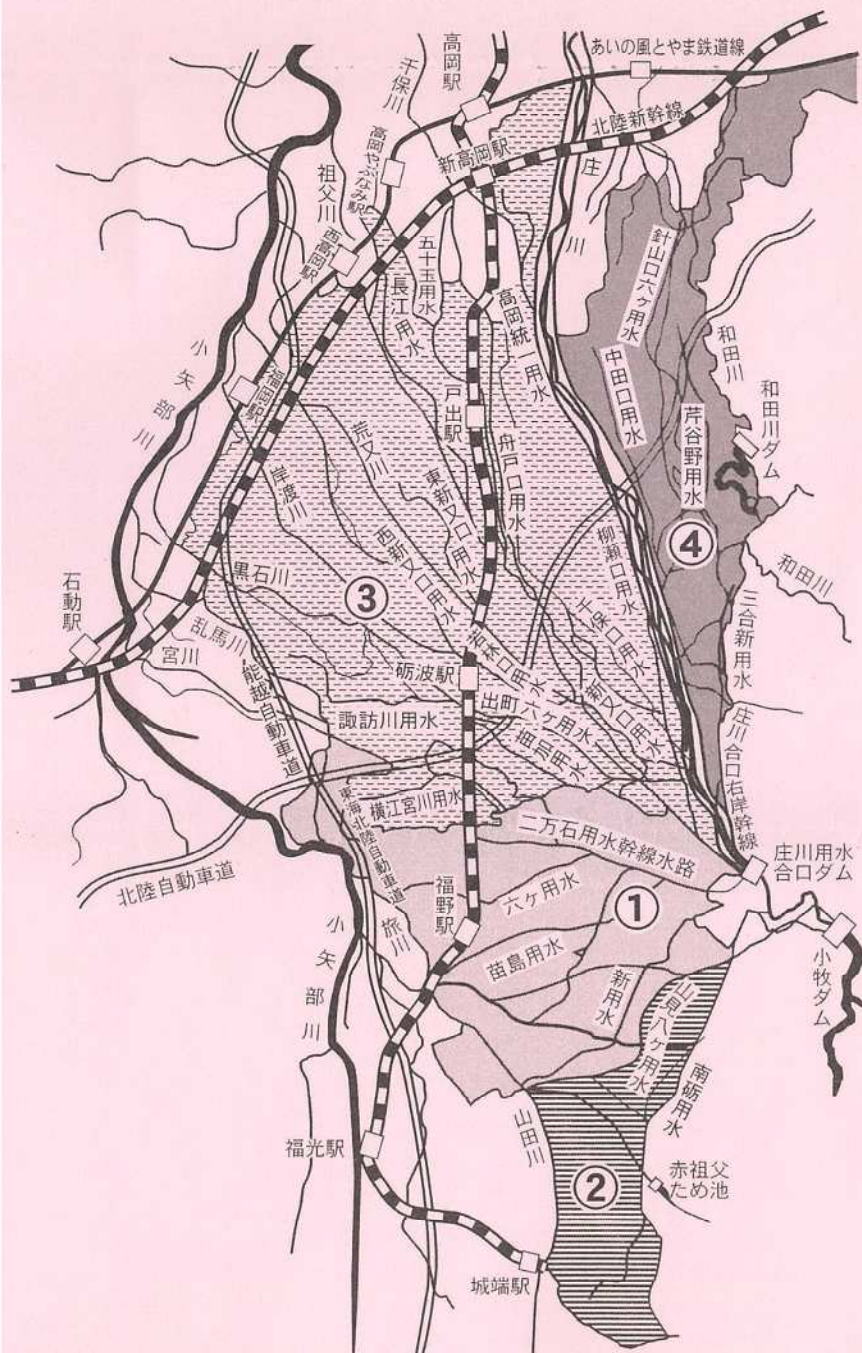 あいの風とやま鉄道線
高岡駅
千保川
北陸新幹線
高岡やぶなみ駅
新高岡駅
祖父川
庄川
西高岡駅
五十玉用水
長江用水
針山口六ヶ用水
高岡統一用水
小矢部川
和田川
中田口用水
福岡駅
戸出駅
和田川ダム
荒又川
舟戸口用水
芹谷野用水
岸渡川
東新又口用水
西新又口用水
柳瀬口用水
④
黒石川
③
和田川
石動駅
千保口用水
三合新用水
乱馬川
宮川
若林口用水
砺波駅
新又口用水
能越自動車道
出町六ヶ用水
諏訪川用水
苗加用水
庄川合口右岸幹線
東海北陸自動車道
横江宮川用水
二万石用水幹線水路
庄川用水
合口ダム
北陸自動車道
福野駅
六ヶ用水
①
旅川
小矢部川
苗島用水
新用水
山見八ヶ用水
小牧ダム
南砺用水
山田川
福光駅
赤祖父
ため池
②
城端駅